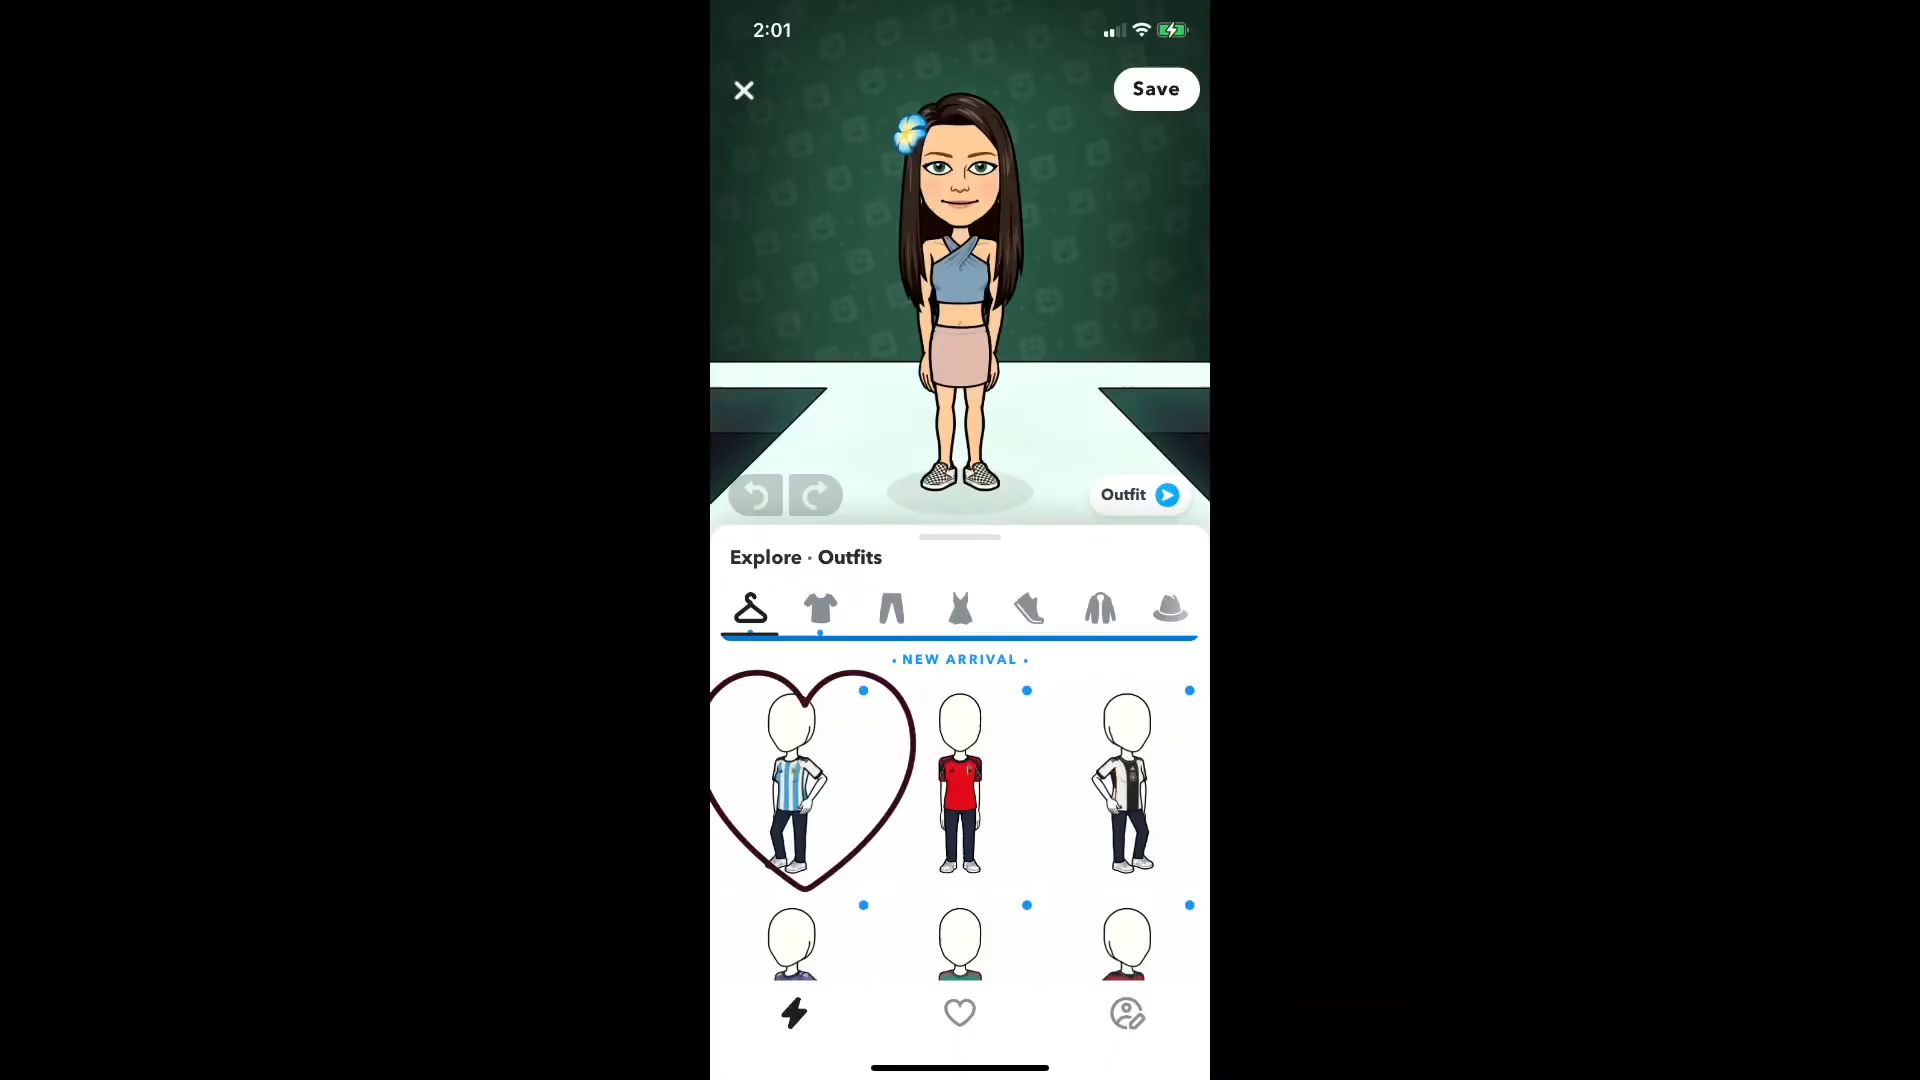 2:01
Save
Outfit
Explore · Outfits
• NEW ARRIVAL •